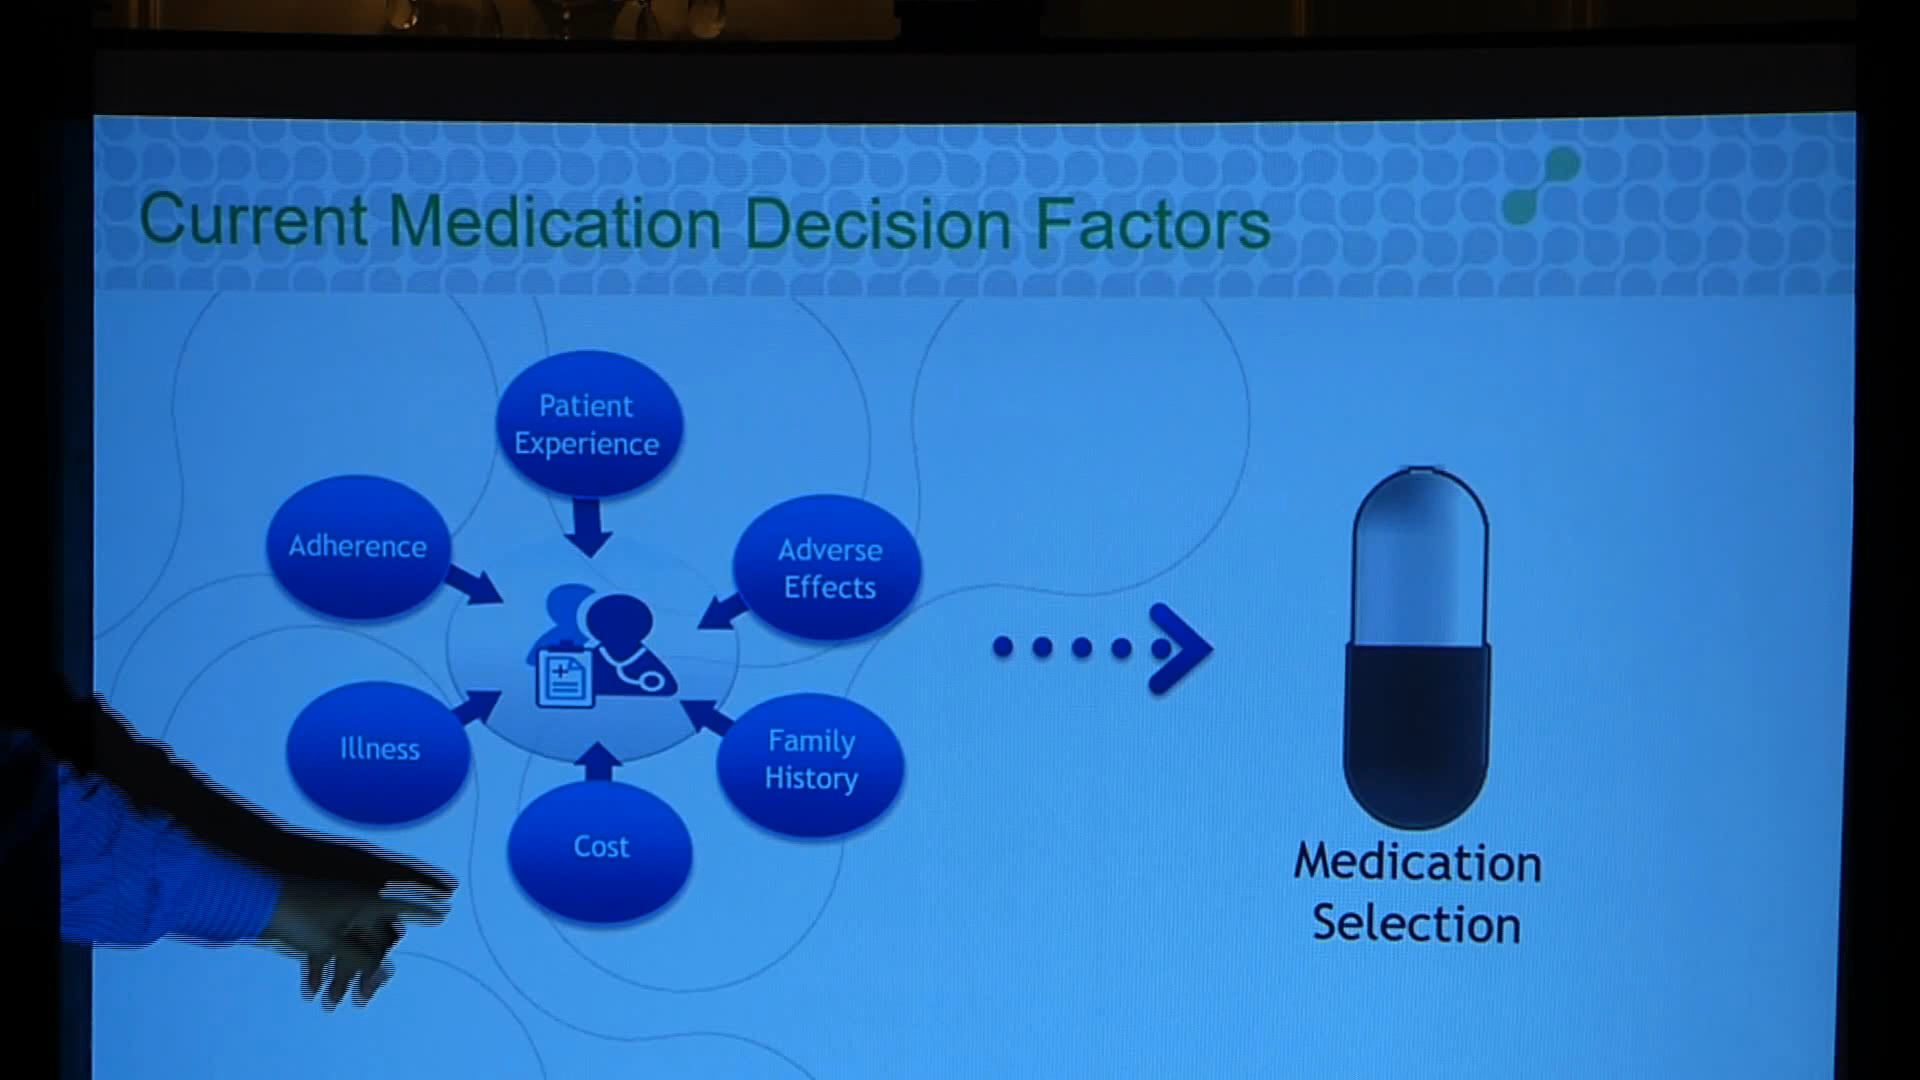 Current Medication Decision Factors
Patient
Experience
Adherence
Adverse
Effects
Illness
Family
History
Cost
Medication
Selection